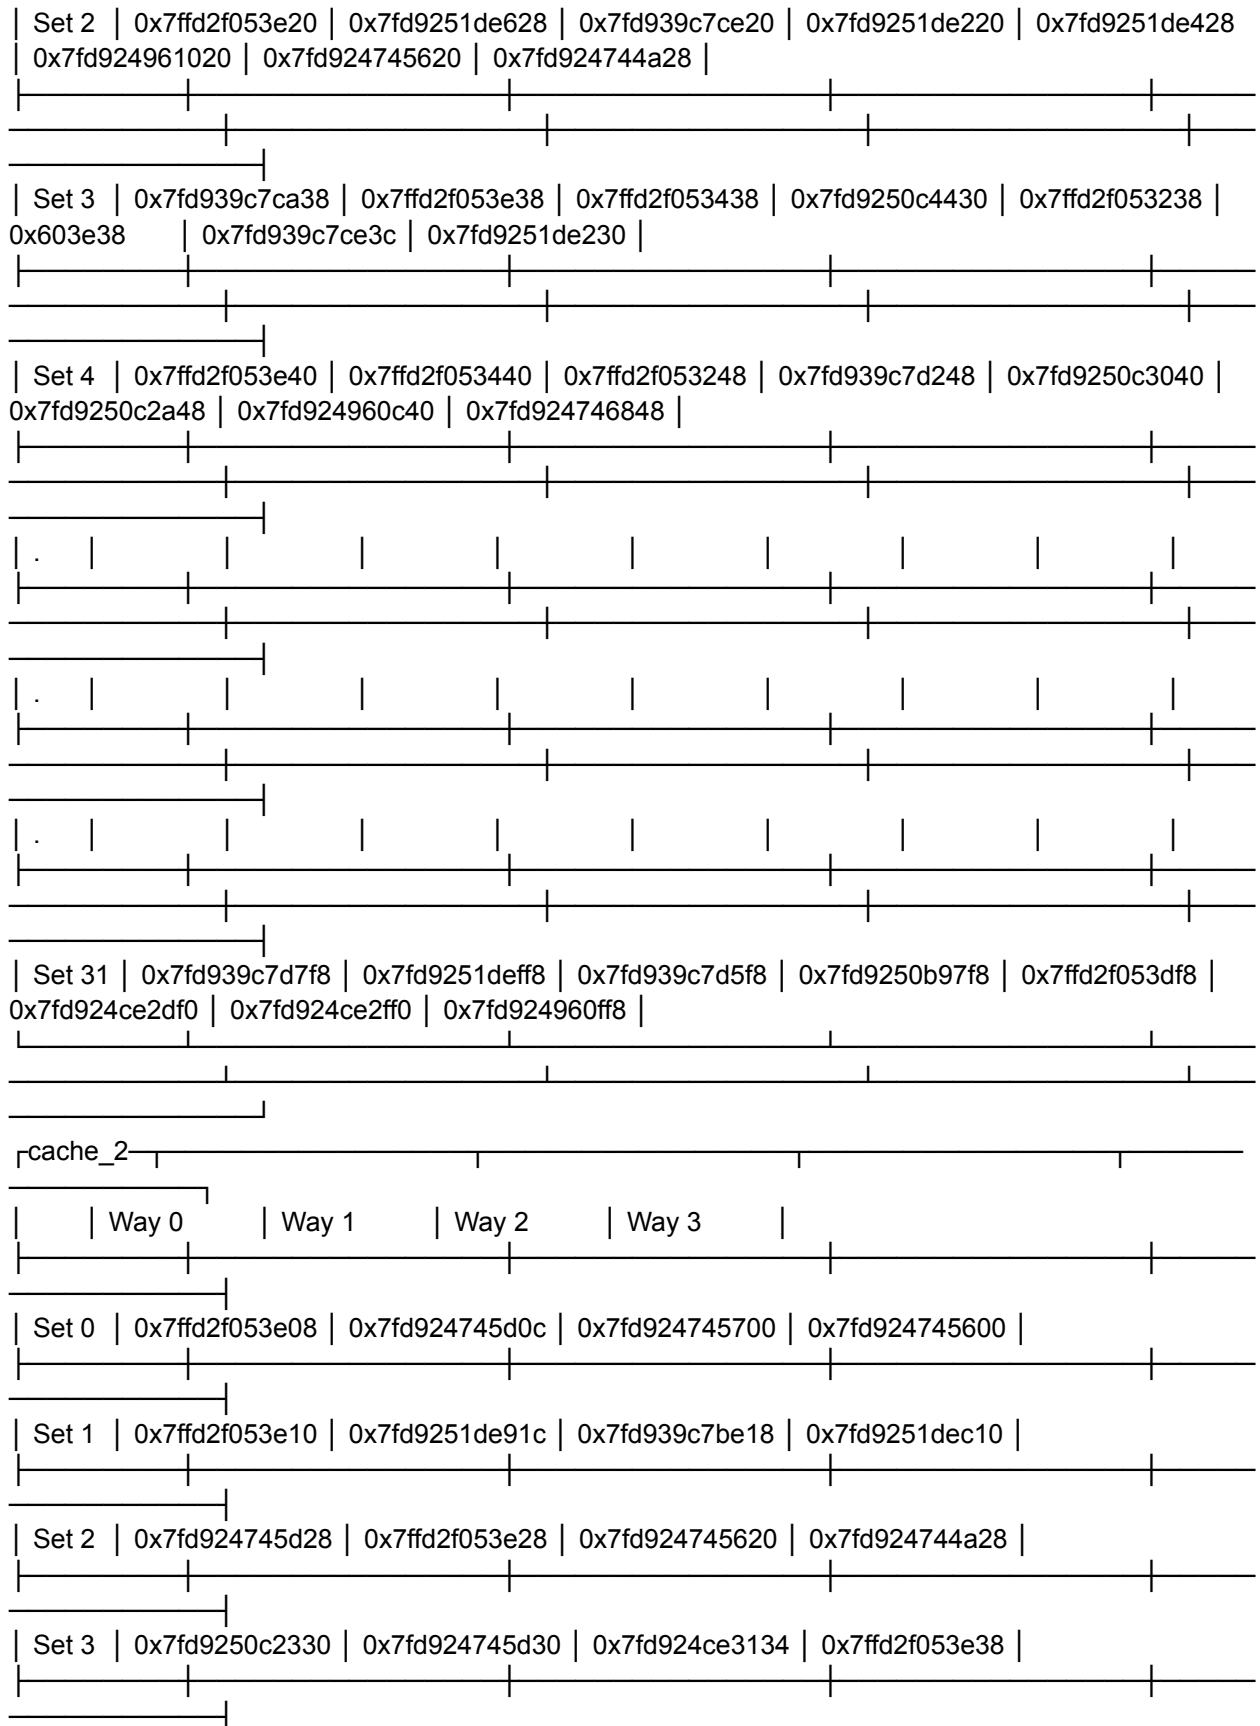 │ Set 2 │ 0x7ffd2f053e20 │ 0x7fd9251de628 │ 0x7fd939c7ce20 │ 0x7fd9251de220 │ 0x7fd9251de428
│ 0x7fd924961020 │ 0x7fd924745620 │ 0x7fd924744a28 │
│ Set 3 │ 0x7fd939c7ca38 │ 0x7ffd2f053e38 │ 0x7ffd2f053438 │ 0x7fd9250c4430 │ 0x7ffd2f053238 │
0x603e38 │ 0x7fd939c7ce3c │ 0x7fd9251de230 │
│ Set 4 │ 0x7ffd2f053e40 │ 0x7ffd2f053440 │ 0x7ffd2f053248 │ 0x7fd939c7d248 │ 0x7fd9250c3040 │
0x7fd9250c2a48 │ 0x7fd924960c40 │ 0x7fd924746848 │
│ . │ │ │ │ │ │ │ │ │
│ . │ │ │ │ │ │ │ │ │
│ . │ │ │ │ │ │ │ │ │
│ Set 31 │ 0x7fd939c7d7f8 │ 0x7fd9251deff8 │ 0x7fd939c7d5f8 │ 0x7fd9250b97f8 │ 0x7ffd2f053df8 │
0x7fd924ce2df0 │ 0x7fd924ce2ff0 │ 0x7fd924960ff8 │
cache_2
│ │ Way 0 │ Way 1 │ Way 2 │ Way 3 │
│ Set 0 │ 0x7ffd2f053e08 │ 0x7fd924745d0c │ 0x7fd924745700 │ 0x7fd924745600 │
│ Set 1 │ 0x7ffd2f053e10 │ 0x7fd9251de91c │ 0x7fd939c7be18 │ 0x7fd9251dec10 │
│ Set 2 │ 0x7fd924745d28 │ 0x7ffd2f053e28 │ 0x7fd924745620 │ 0x7fd924744a28 │
│ Set 3 │ 0x7fd9250c2330 │ 0x7fd924745d30 │ 0x7fd924ce3134 │ 0x7ffd2f053e38 │